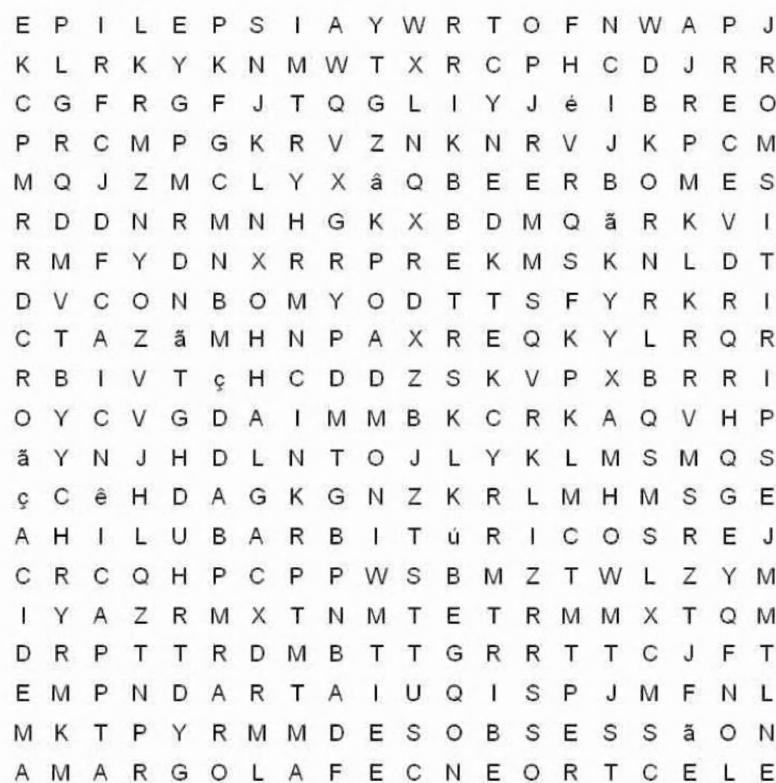 E P I L E P S I A Y W R T O F N W A P J
K L R K Y K N M W T X R C P H C D J R R
C G F R G F J T Q G L I Y J é I B R E O
P R C M P G K R V Z N K N R V J K P C M
M Q J Z M C L Y X â Q B E E R B O M E S
R D D N R M N H G K X B D M Q ã R K V I
R M F Y D N X R R P R E K M S K N L D T
D V C O N B O M Y O D T T S F Y R K R I
C T A Z ã M H N P A X R E Q K Y L R Q R
R B I V T ç H C D D Z S K V P X B R R I
O Y C V G D A I M M B K C R K A Q V H P
ã Y N J H D L N T O J L Y K L M S M Q S
ç C ê H D A G K G N Z K R L M H M S G E
A H I L U B A R B I T ú R I C O S R E J
C R C Q H P C P P W S B M Z T W L Z Y M
I Y A Z R M X T N M T E T R M M X T Q M
D R P T T R D M B T T G R R T T C J F T
E M P N D A R T A I U Q I S P J M F N L
M K T P Y R M M D E S O B S E S S ã O N
A M A R G O L A F E C N E O R T C E L E